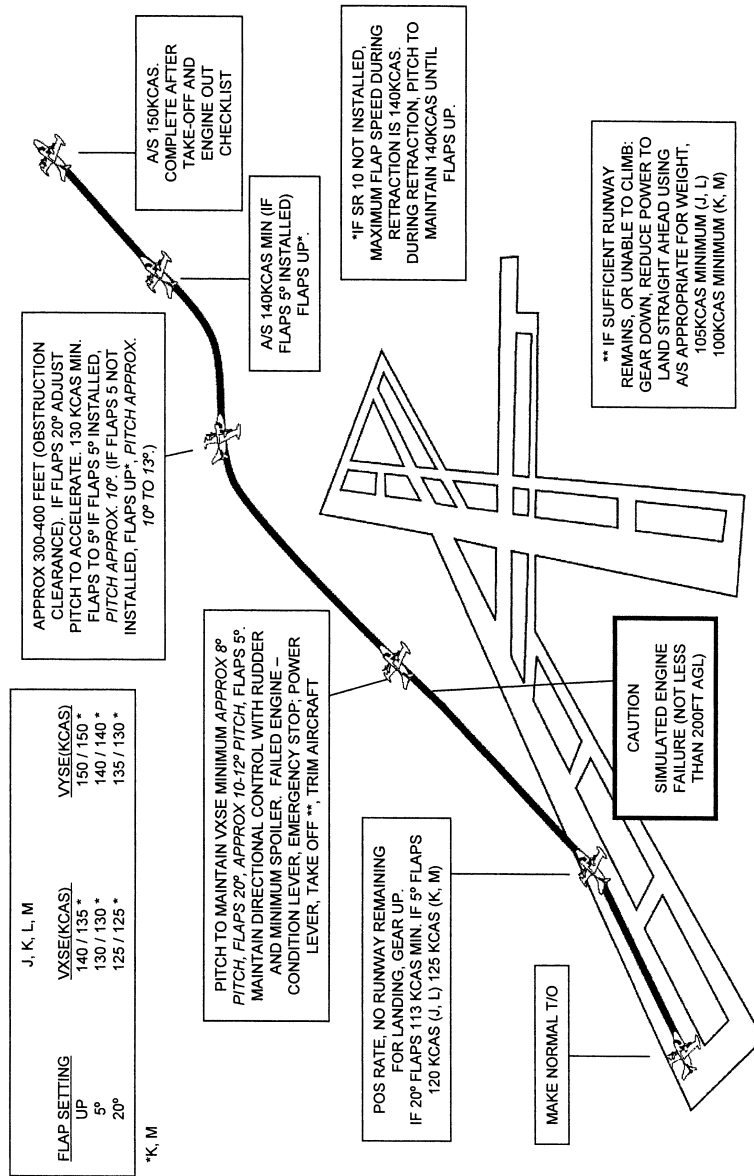 J, K, L, M
FLAP SETTING VXSE(KCAS) VYSE(KCAS)
UP 140 / 135 * 150 / 150 *
5º 130 / 130 * 140 / 140 *
20º 125 / 125 * 135 / 130 *
*K, M
APPROX 300-400 FEET (OBSTRUCTION
CLEARANCE). IF FLAPS 20º ADJUST
PITCH TO ACCELERATE. 130 KCAS MIN.
FLAPS TO 5º IF FLAPS 5º INSTALLED,
PITCH APPROX. 10º. (IF FLAPS 5 NOT
INSTALLED, FLAPS UP*, PITCH APPROX.
10º TO 13º.)
A/S 150KCAS.
COMPLETE AFTER
TAKE-OFF AND
ENGINE OUT
CHECKLIST
PITCH TO MAINTAIN VXSE MINIMUM APPROX 8º
PITCH, FLAPS 20º, APPROX 10-12º PITCH, FLAPS 5º.
MAINTAIN DIRECTIONAL CONTROL WITH RUDDER
AND MINIMUM SPOILER. FAILED ENGINE –
CONDITION LEVER, EMERGENCY STOP; POWER
LEVER, TAKE OFF **, TRIM AIRCRAFT
A/S 140KCAS MIN (IF
FLAPS 5º INSTALLED)
FLAPS UP*.
POS RATE, NO RUNWAY REMAINING
FOR LANDING, GEAR UP.
IF 20º FLAPS 113 KCAS MIN. IF 5º FLAPS
120 KCAS (J, L) 125 KCAS (K, M)
*IF SR 10 NOT INSTALLED,
MAXIMUM FLAP SPEED DURING
RETRACTION IS 140KCAS.
DURING RETRACTION, PITCH TO
MAINTAIN 140KCAS UNTIL
FLAPS UP.
MAKE NORMAL T/O
CAUTION
SIMULATED ENGINE
FAILURE (NOT LESS
THAN 200FT AGL)
** IF SUFFICIENT RUNWAY
REMAINS, OR UNABLE TO CLIMB:
GEAR DOWN, REDUCE POWER TO
LAND STRAIGHT AHEAD USING
A/S APPROPRIATE FOR WEIGHT,
105KCAS MINIMUM (J, L)
100KCAS MINIMUM (K, M)